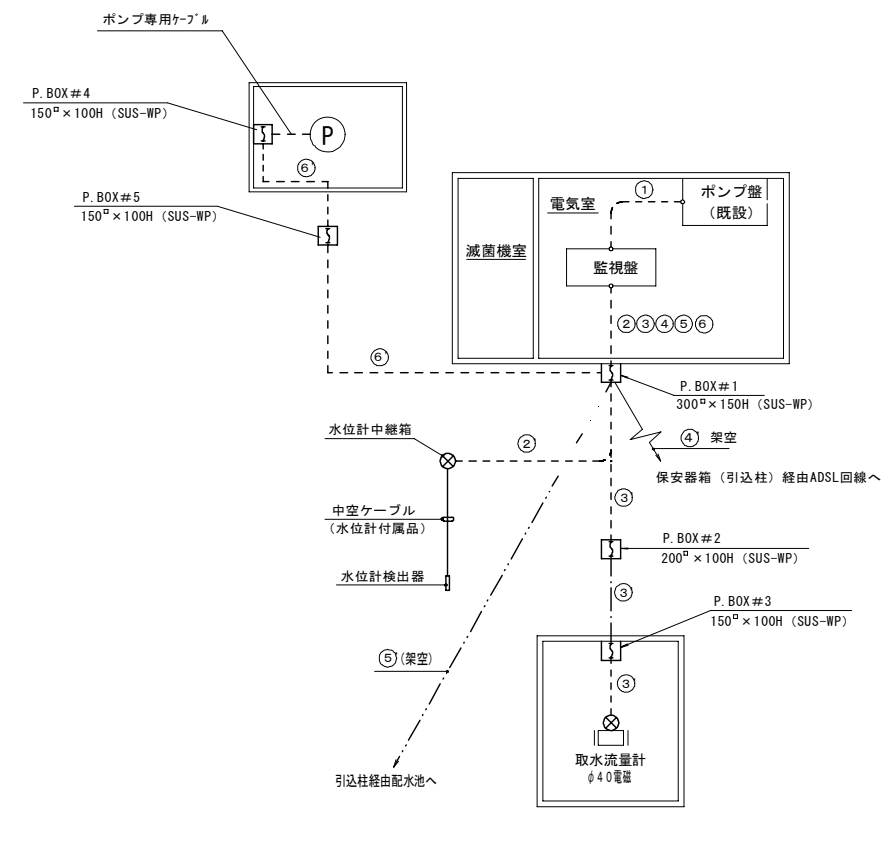 ポンプ専用ｹｰﾌﾞﾙ
P.BOX#4
150□×100H (SUS-WP)
P
⑥'
P.BOX#5
150□×100H (SUS-WP)
①
ポンプ盤
(既設)
電気室
滅菌機室
監視盤
②③④⑤⑥
⑥'
P.BOX#1
300□×150H (SUS-WP)
水位計中継箱
②'
④' 架空
保安器箱（引込柱）経由ADSL回線へ
③'
中空ケーブル
(水位計付属品)
P.BOX#2
200□×100H (SUS-WP)
水位計検出器
③'
P.BOX#3
150□×100H (SUS-WP)
⑤'(架空)
③'
取水流量計
φ40電磁
引込柱経由配水池へ